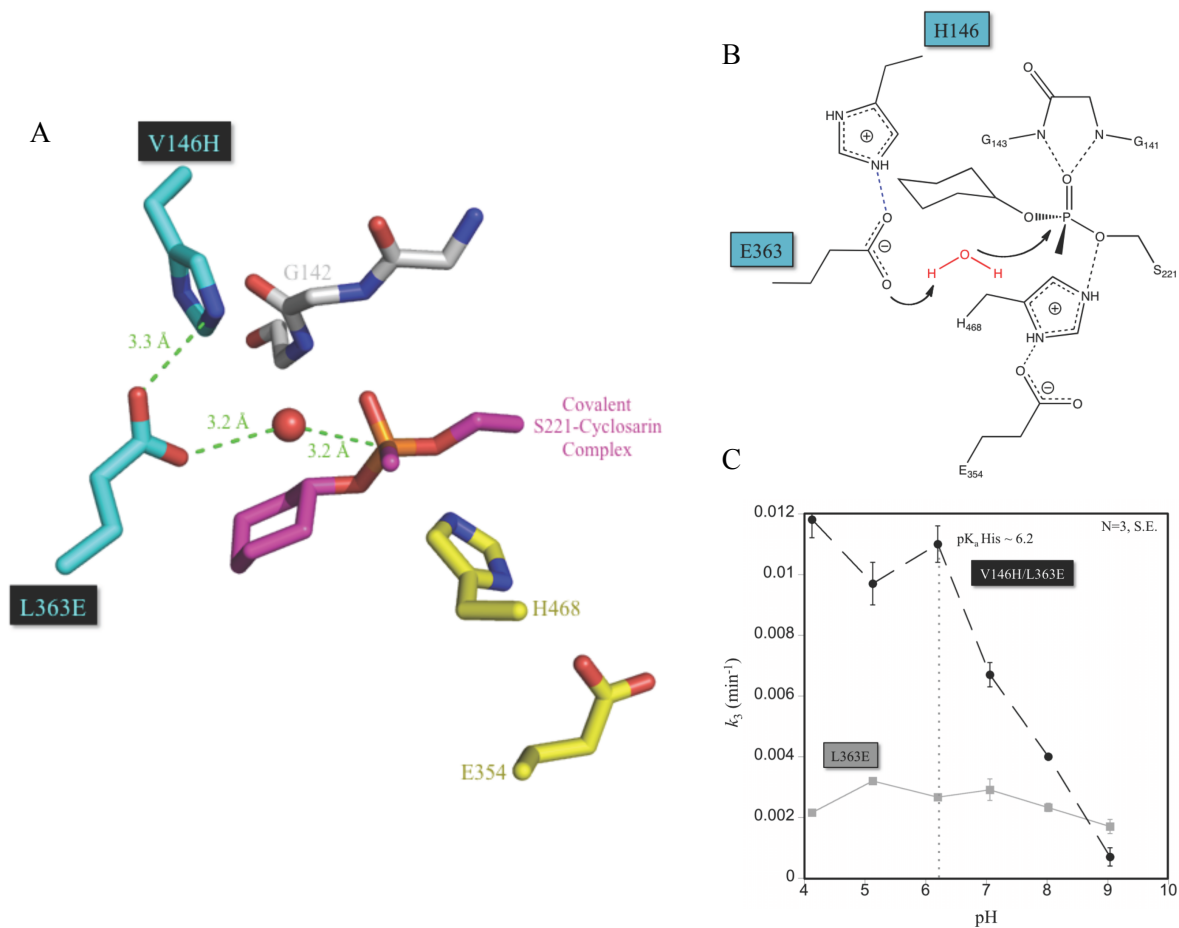 A
V146H
G142
3.3 Å
3.2 Å
3.2 Å
Covalent
S221-Cyclosarin
Complex
L363E
H468
E354
B
H146
O
HN
NH
⊕
G143
N
N
G141
O
O
P
O
S221
O
⊖
O
E363
H
O
H
H468
NH
⊕
HN
O
⊖
O
E354
C
0.012
0.01
0.008
0.006
0.004
0.002
0
k3 (min-1)
N=3, S.E.
pKa His ~ 6.2
V146H/L363E
L363E
4 5 6 7 8 9 10
pH